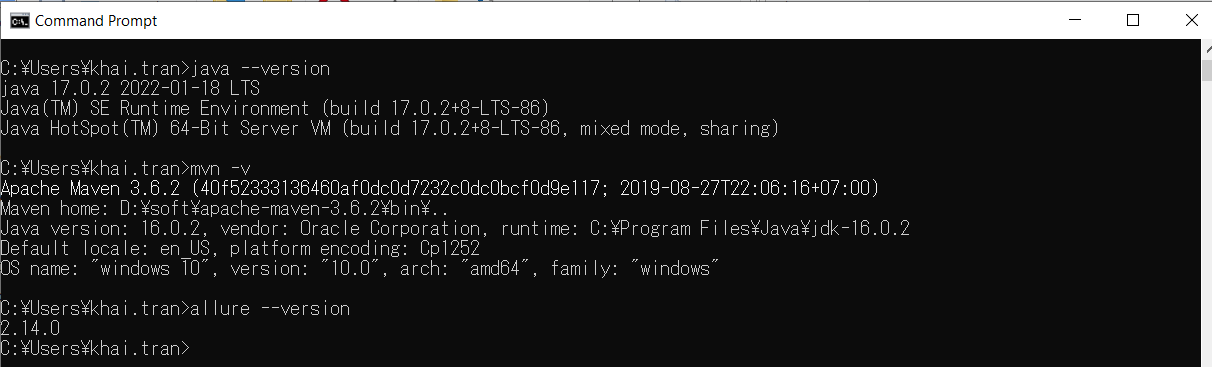 Command Prompt
C:¥Users¥khai.tran>java --version
java 17.0.2 2022-01-18 LTS
Java(TM) SE Runtime Environment (build 17.0.2+8-LTS-86)
Java HotSpot(TM) 64-Bit Server VM (build 17.0.2+8-LTS-86, mixed mode, sharing)
C:¥Users¥khai.tran>mvn -v
Apache Maven 3.6.2 (40f52333136460af0dc0d7232c0dc0bcf0d9e117; 2019-08-27T22:06:16+07:00)
Maven home: D:¥soft¥apache-maven-3.6.2¥bin¥..
Java version: 16.0.2, vendor: Oracle Corporation, runtime: C:¥Program Files¥Java¥jdk-16.0.2
Default locale: en_US, platform encoding: Cp1252
OS name: "windows 10", version: "10.0", arch: "amd64", family: "windows"
C:¥Users¥khai.tran>allure --version
2.14.0
C:¥Users¥khai.tran>